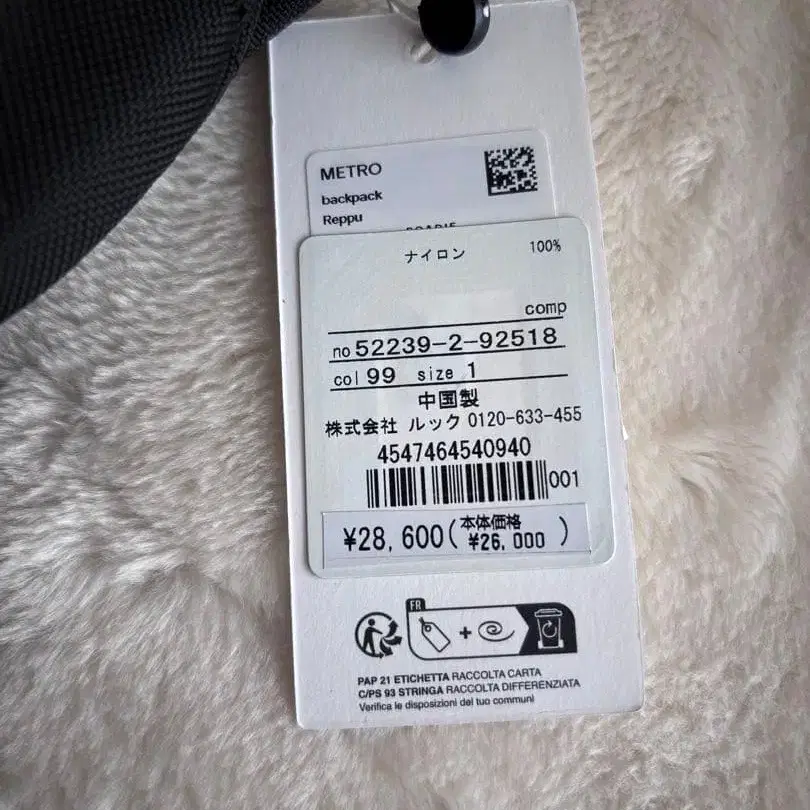 METRO
backpack
Reppu
ナイロン 100%
comp
no 52239-2-92518
col 99 size 1
中国製
株式会社 ルック 0120-633-455
4547464540940
001
¥28,600(本体価格 ¥26,000)
FR
PAP 21 ETICHETTA RACCOLTA CARTA
C/PS 93 STRINGA RACCOLTA DIFFERENZIATA
Verifica le disposizioni del tuo comuni